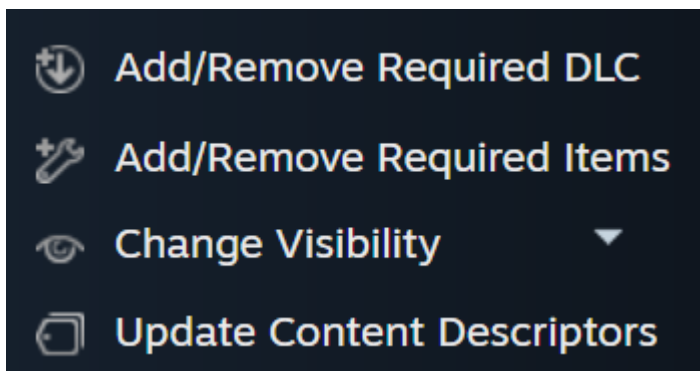 Add/Remove Required DLC
Add/Remove Required Items
Change Visibility
Update Content Descriptors